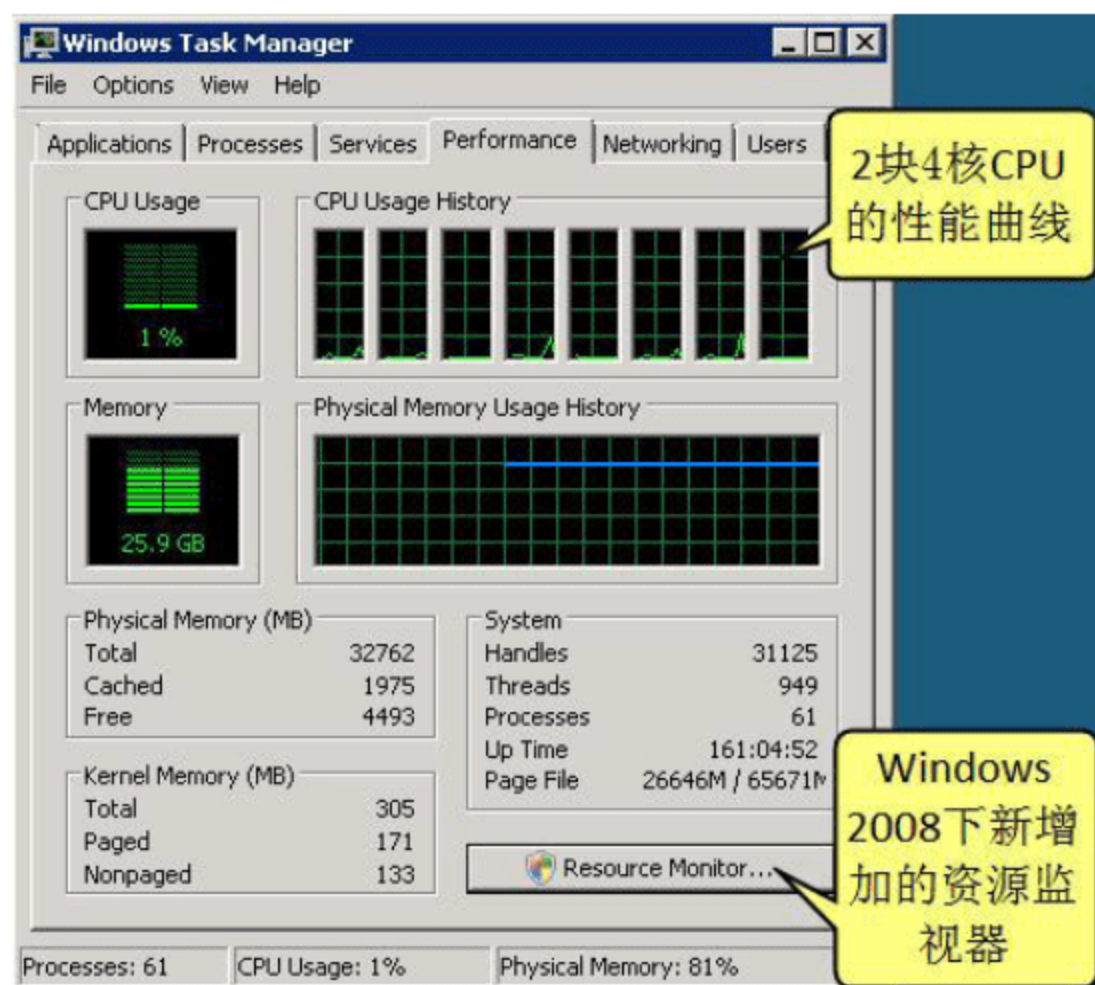 Windows Task Manager
File Options View Help
Applications Processes Services Performance Networking Users
2块4核CPU
的性能曲线
CPU Usage
CPU Usage History
1 %
Memory
Physical Memory Usage History
25.9 GB
Physical Memory (MB)
Total 32762
Cached 1975
Free 4493
System
Handles 31125
Threads 949
Processes 61
Up Time 161:04:52
Page File 26646M / 65671M
Kernel Memory (MB)
Total 305
Paged 171
Nonpaged 133
Resource Monitor...
Windows
2008下新增
加的资源监
视器
Processes: 61 CPU Usage: 1% Physical Memory: 81%